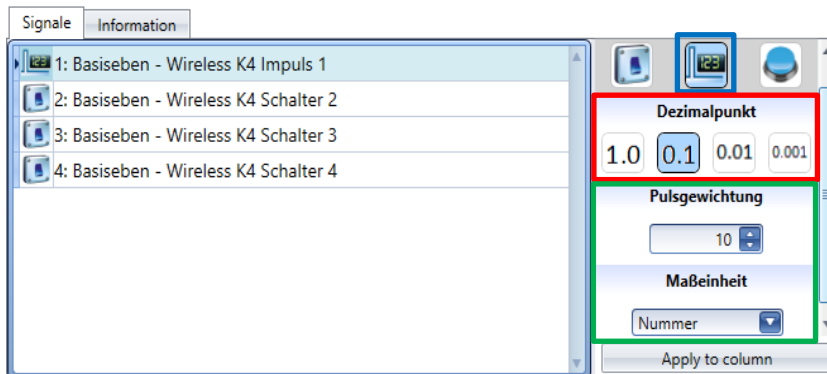 Signale Information
1: Basiseben - Wireless K4 Impuls 1
2: Basiseben - Wireless K4 Schalter 2
3: Basiseben - Wireless K4 Schalter 3
4: Basiseben - Wireless K4 Schalter 4
123
123
Dezimalpunkt
1.0 0.1 0.01 0.001
Pulsgewichtung
10
Maßeinheit
Nummer
Apply to column